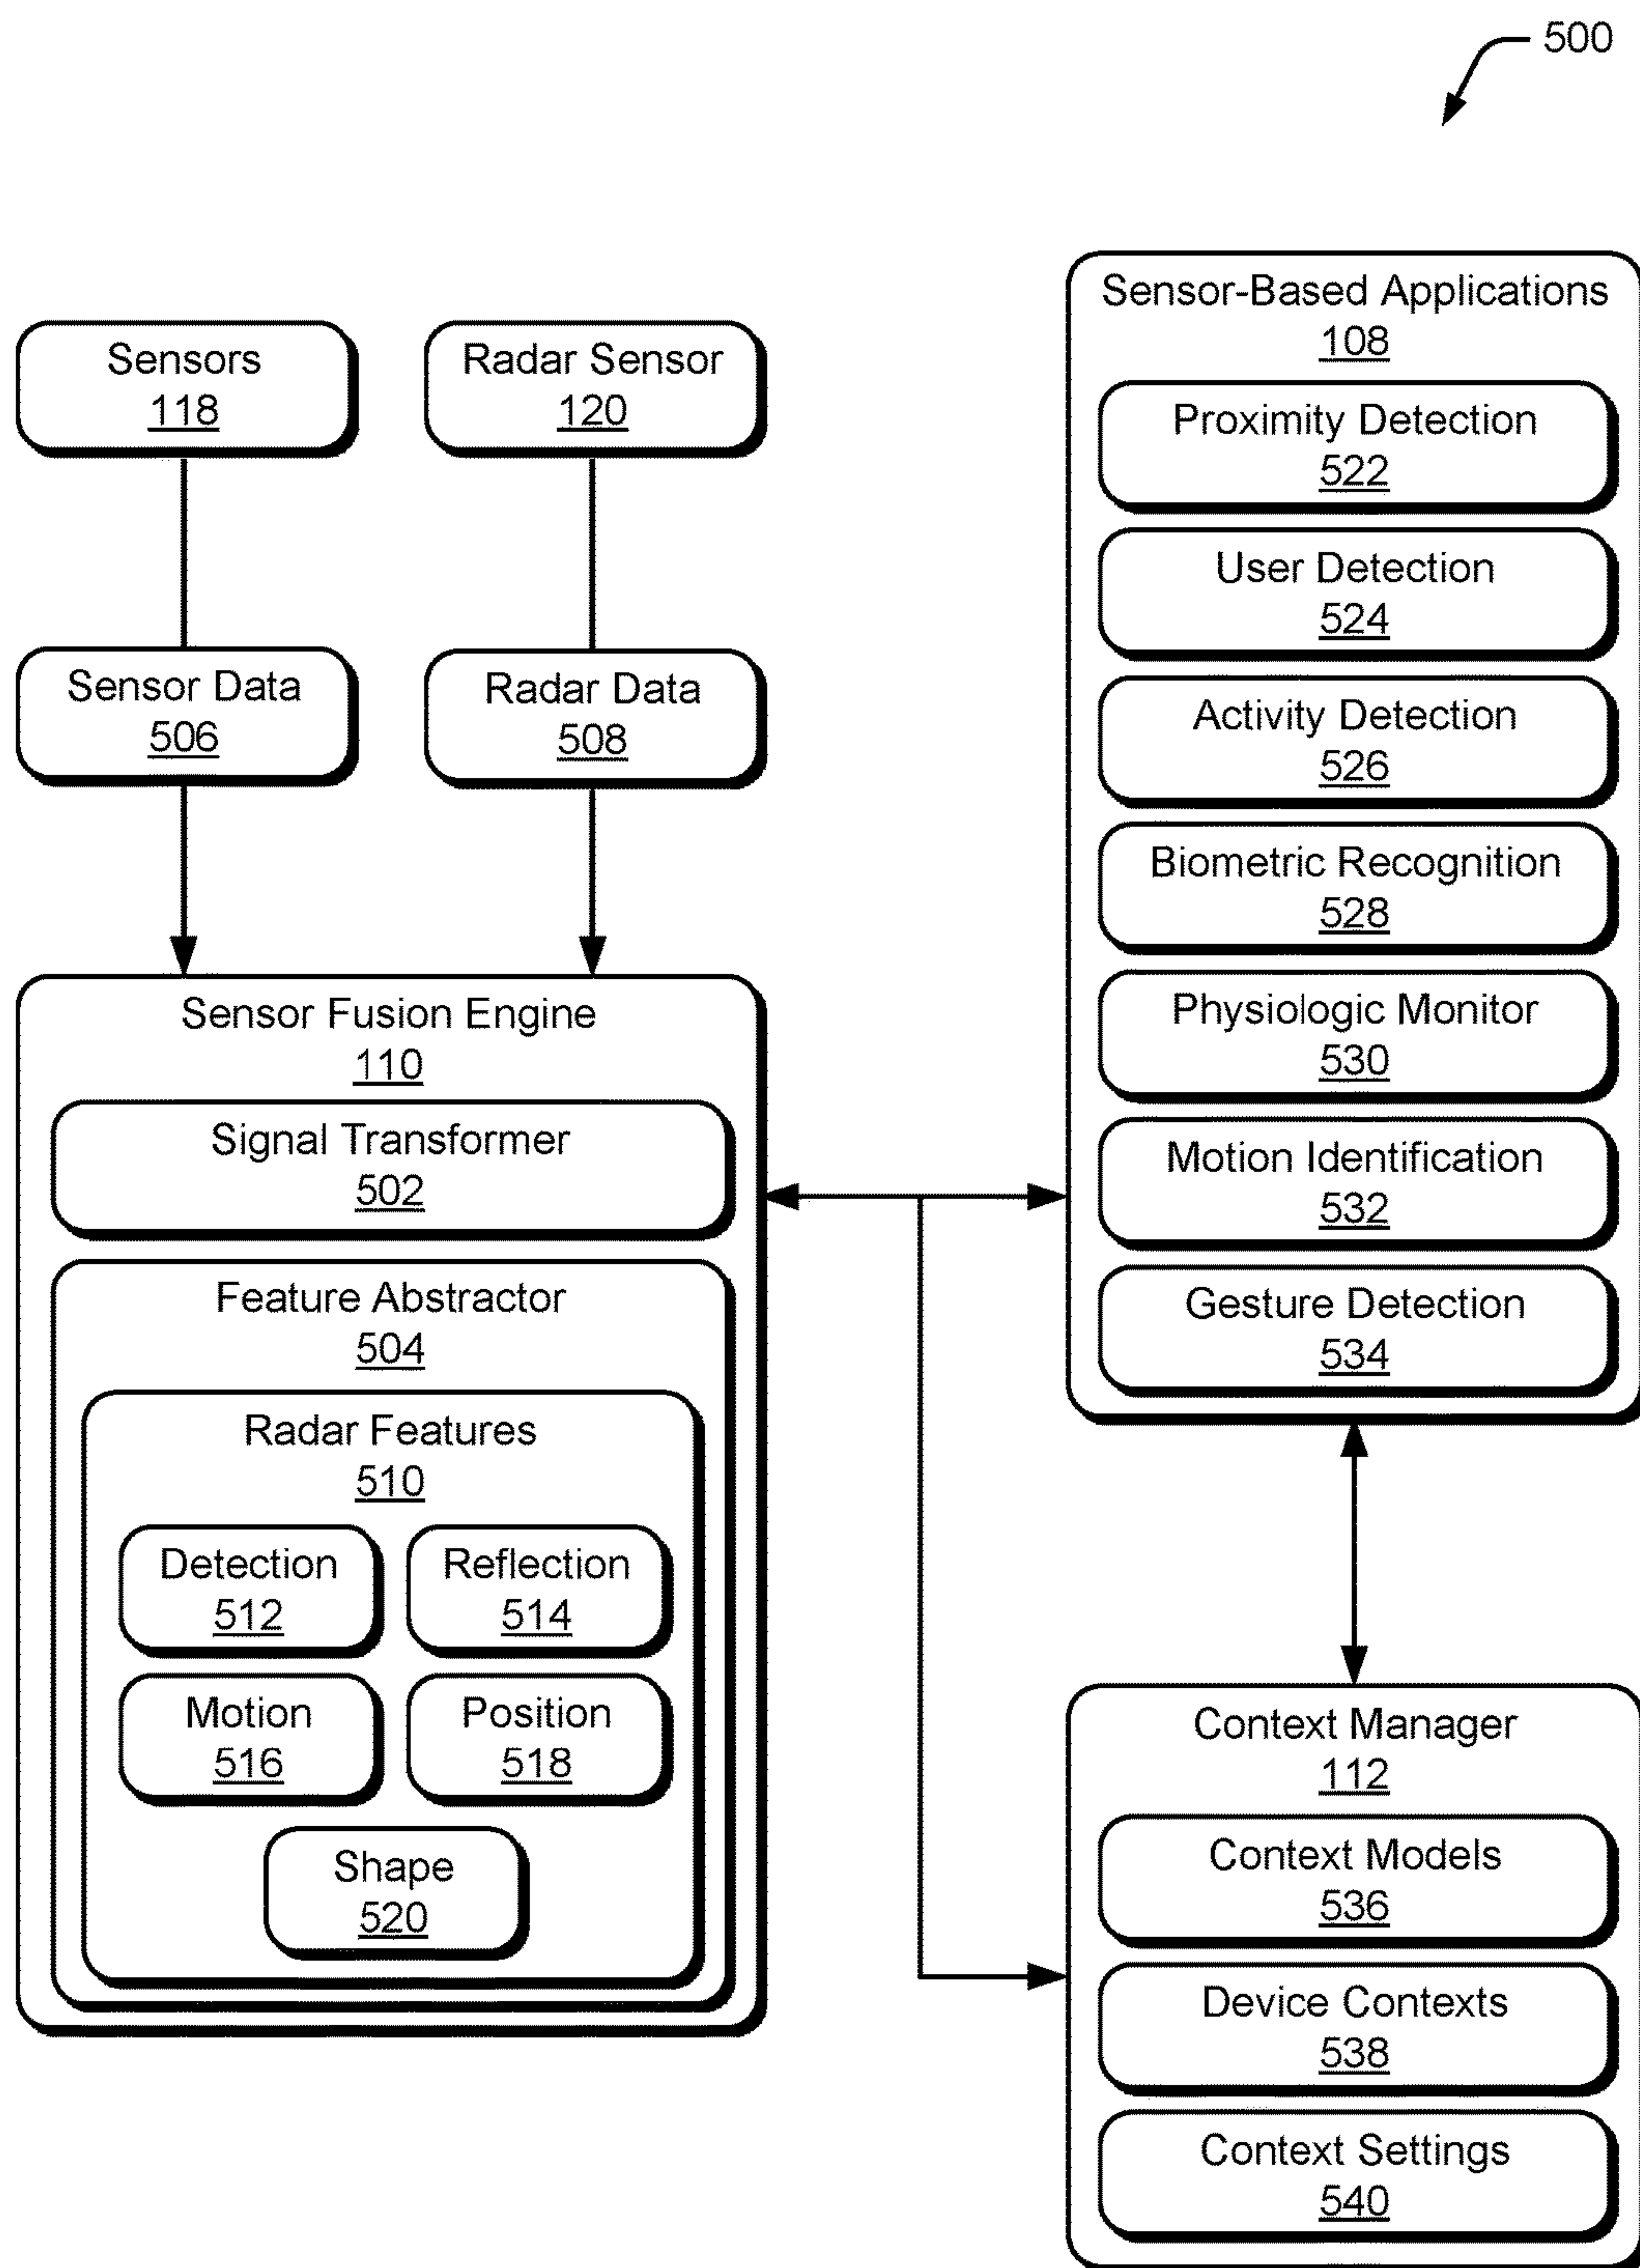 500
Sensors
118
Radar Sensor
120
Sensor Data
506
Radar Data
508
Sensor Fusion Engine
110
Signal Transformer
502
Feature Abstractor
504
Radar Features
510
Detection
512
Reflection
514
Motion
516
Position
518
Shape
520
Sensor-Based Applications
108
Proximity Detection
522
User Detection
524
Activity Detection
526
Biometric Recognition
528
Physiologic Monitor
530
Motion Identification
532
Gesture Detection
534
Context Manager
112
Context Models
536
Device Contexts
538
Context Settings
540